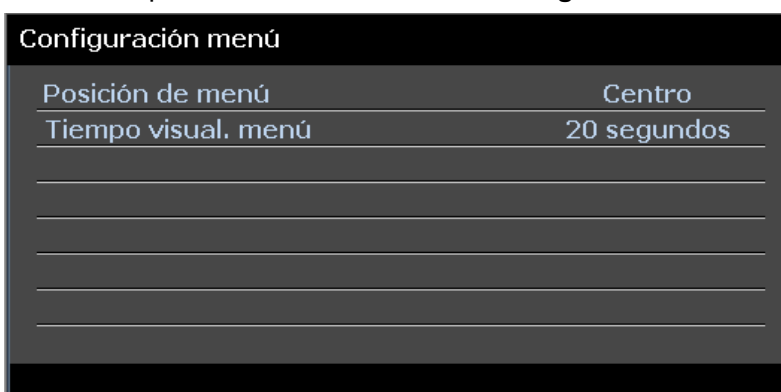 Configuración menú
Posición de menú Centro
Tiempo visual. menú 20 segundos